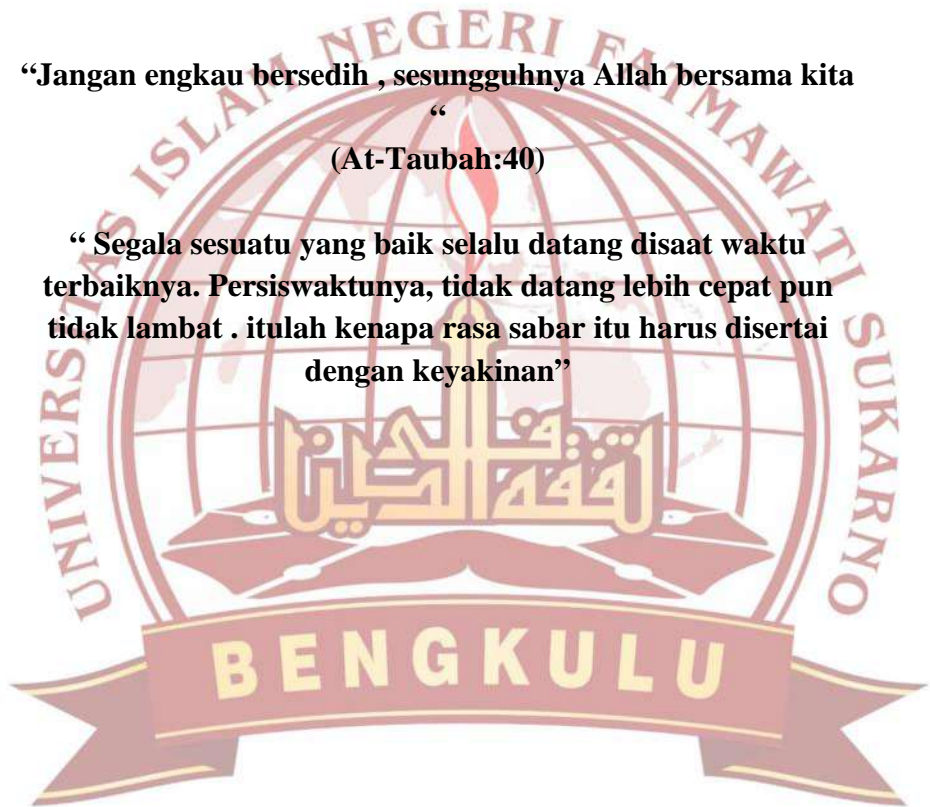 UNIVERSITAS ISLAM NEGERI FATMAWATI SUKARNO
“Jangan engkau bersedih , sesungguhnya Allah bersama kita
“
(At-Taubah:40)
“ Segala sesuatu yang baik selalu datang disaat waktu
terbaiknya. Persiswaktunya, tidak datang lebih cepat pun
tidak lambat . itulah kenapa rasa sabar itu harus disertai
dengan keyakinan”
BENGKULU